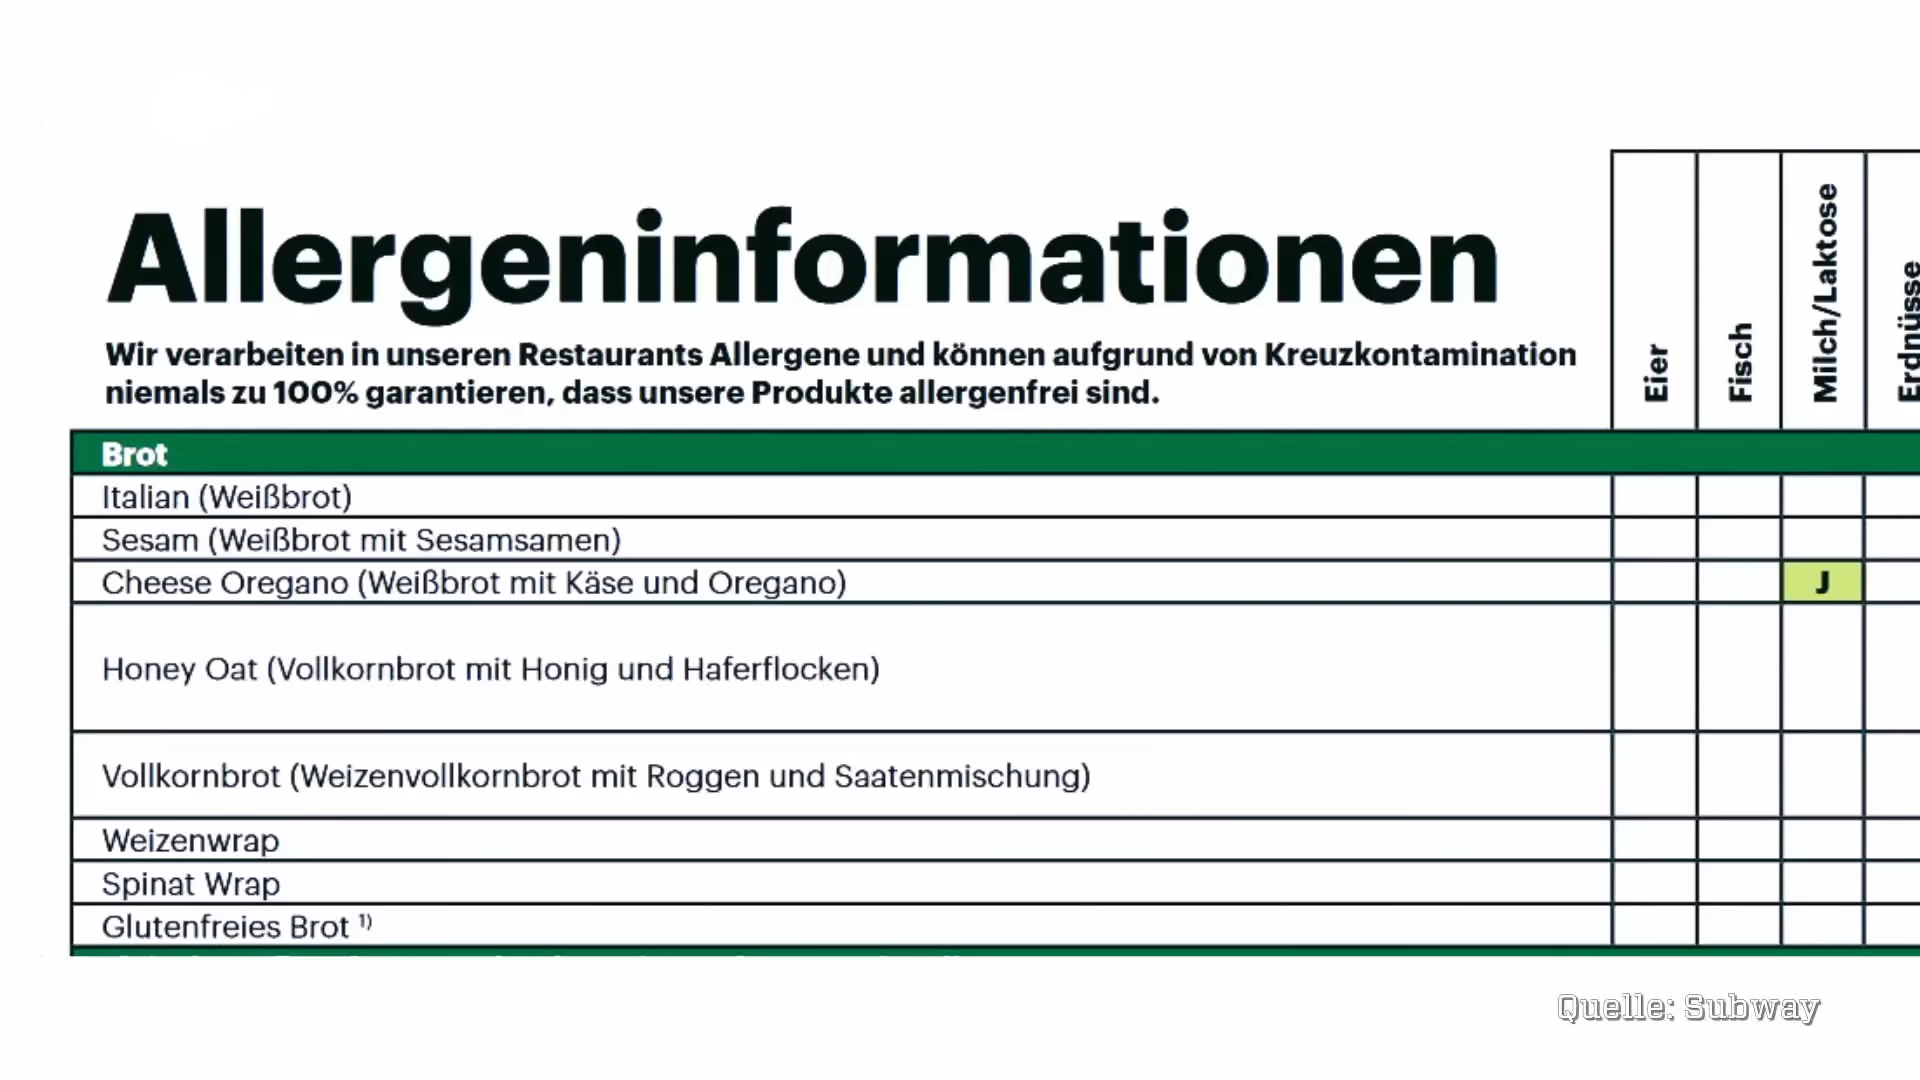 Allergeninformationen
Wir verarbeiten in unseren Restaurants Allergene und können aufgrund von Kreuzkontamination
niemals zu 100% garantieren, dass unsere Produkte allergenfrei sind.
Eier
Fisch
Milch/Laktose
Erdnüsse
Brot
Italian (Weißbrot)
Sesam (Weißbrot mit Sesamsamen)
Cheese Oregano (Weißbrot mit Käse und Oregano)
J
Honey Oat (Vollkornbrot mit Honig und Haferflocken)
Vollkornbrot (Weizenvollkornbrot mit Roggen und Saatenmischung)
Weizenwrap
Spinat Wrap
Glutenfreies Brot ¹⁾
Quelle: Subway